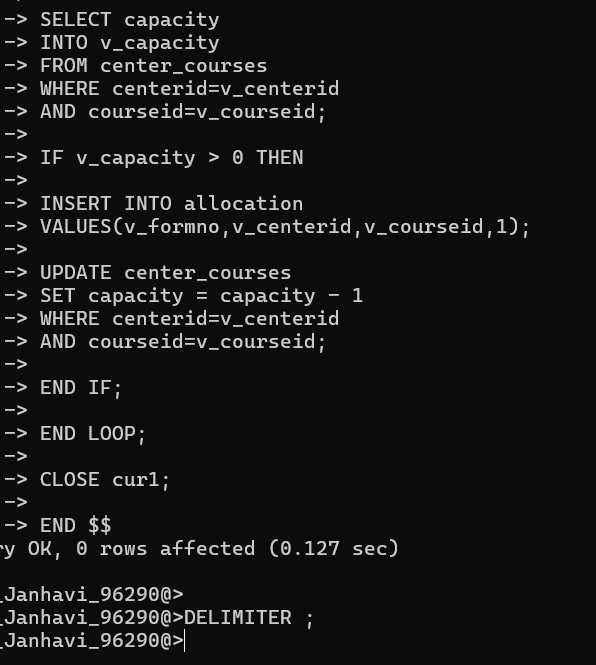 -> SELECT capacity
-> INTO v_capacity
-> FROM center_courses
-> WHERE centerid=v_centerid
-> AND courseid=v_courseid;
->
-> IF v_capacity > 0 THEN
->
-> INSERT INTO allocation
-> VALUES(v_formno,v_centerid,v_courseid,1);
->
-> UPDATE center_courses
-> SET capacity = capacity - 1
-> WHERE centerid=v_centerid
-> AND courseid=v_courseid;
->
-> END IF;
->
-> END LOOP;
->
-> CLOSE cur1;
->
-> END $$
ry OK, 0 rows affected (0.127 sec)
_Janhavi_96290@>
_Janhavi_96290@>DELIMITER ;
_Janhavi_96290@>